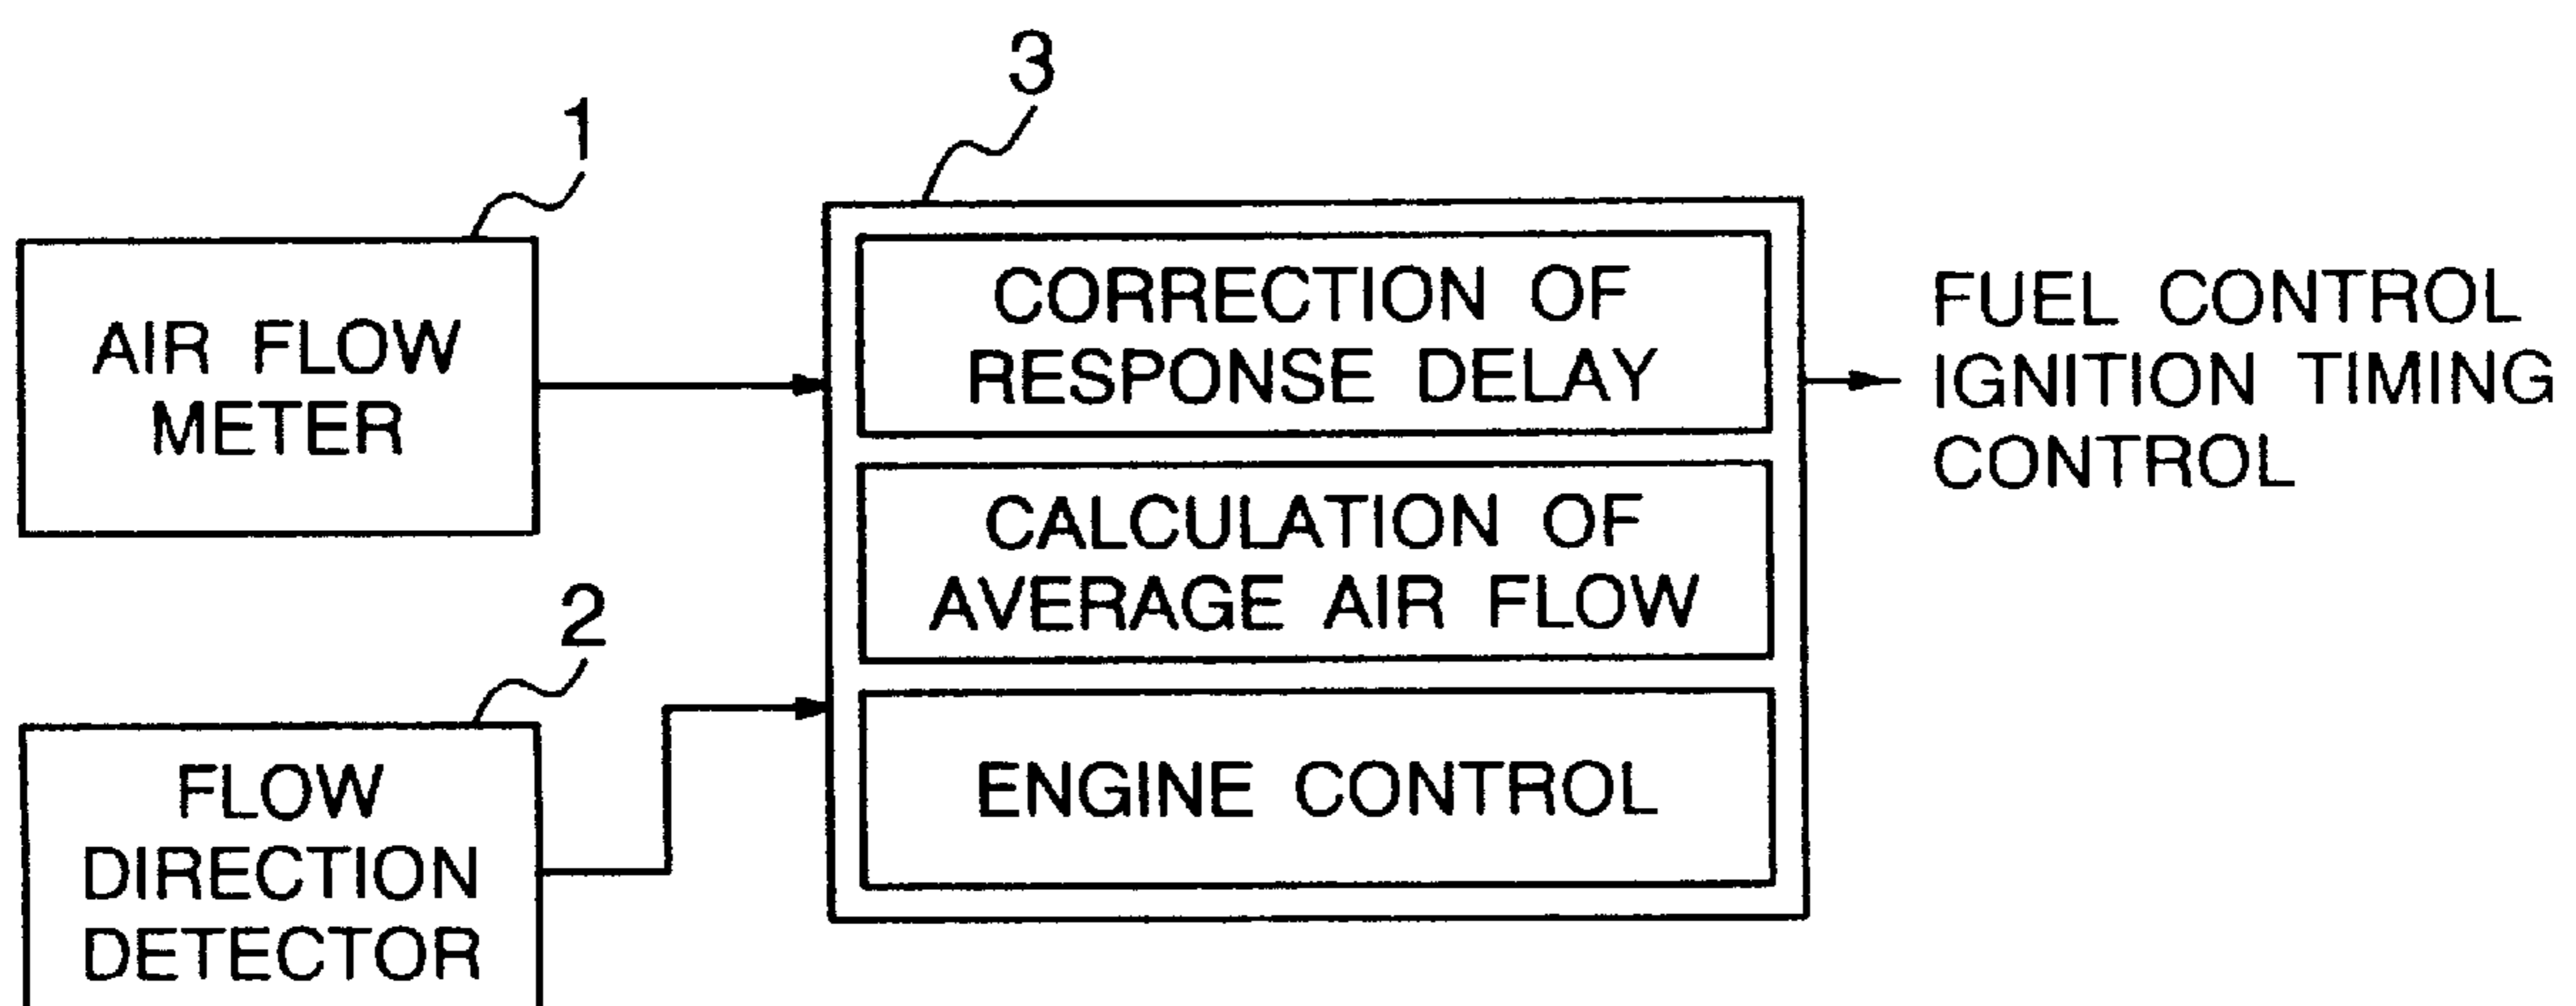 1
AIR FLOW
METER
2
FLOW
DIRECTION
DETECTOR
3
CORRECTION OF
RESPONSE DELAY
CALCULATION OF
AVERAGE AIR FLOW
ENGINE CONTROL
FUEL CONTROL
IGNITION TIMING
CONTROL